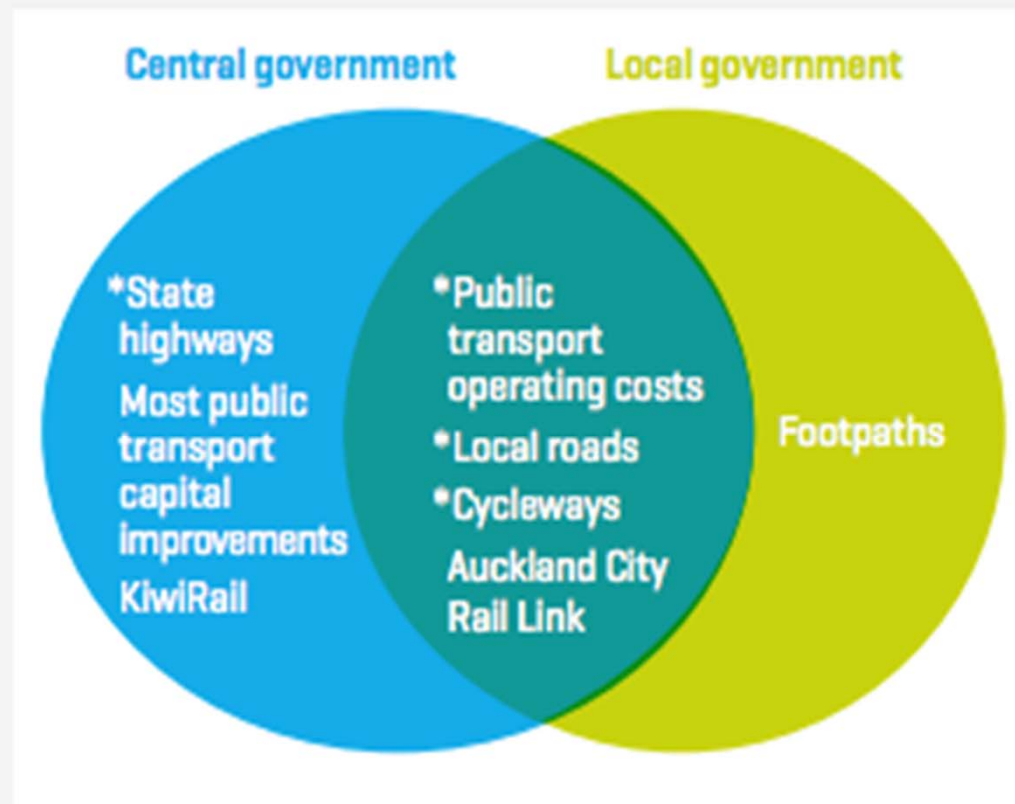 Central government
Local government
*State
highways
Most public
transport
capital
improvements
KiwiRail
*Public
transport
operating costs
*Local roads
*Cycleways
Auckland City
Rail Link
Footpaths